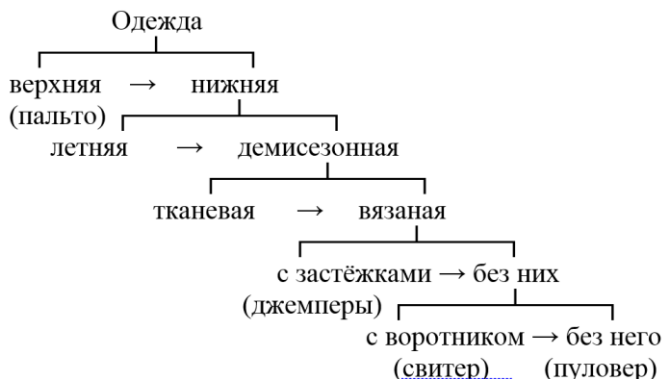 Одежда
верхняя → нижняя
(пальто)
летняя → демисезонная
тканевая → вязаная
с застёжками → без них
(джемперы)
с воротником → без него
(свитер) (пуловер)